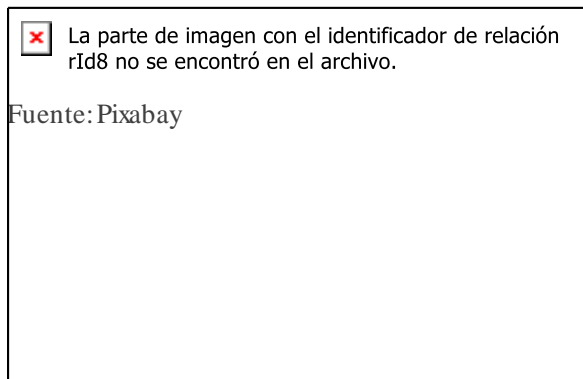 La parte de imagen con el identificador de relación
rId8 no se encontró en el archivo.
Fuente: Pixabay